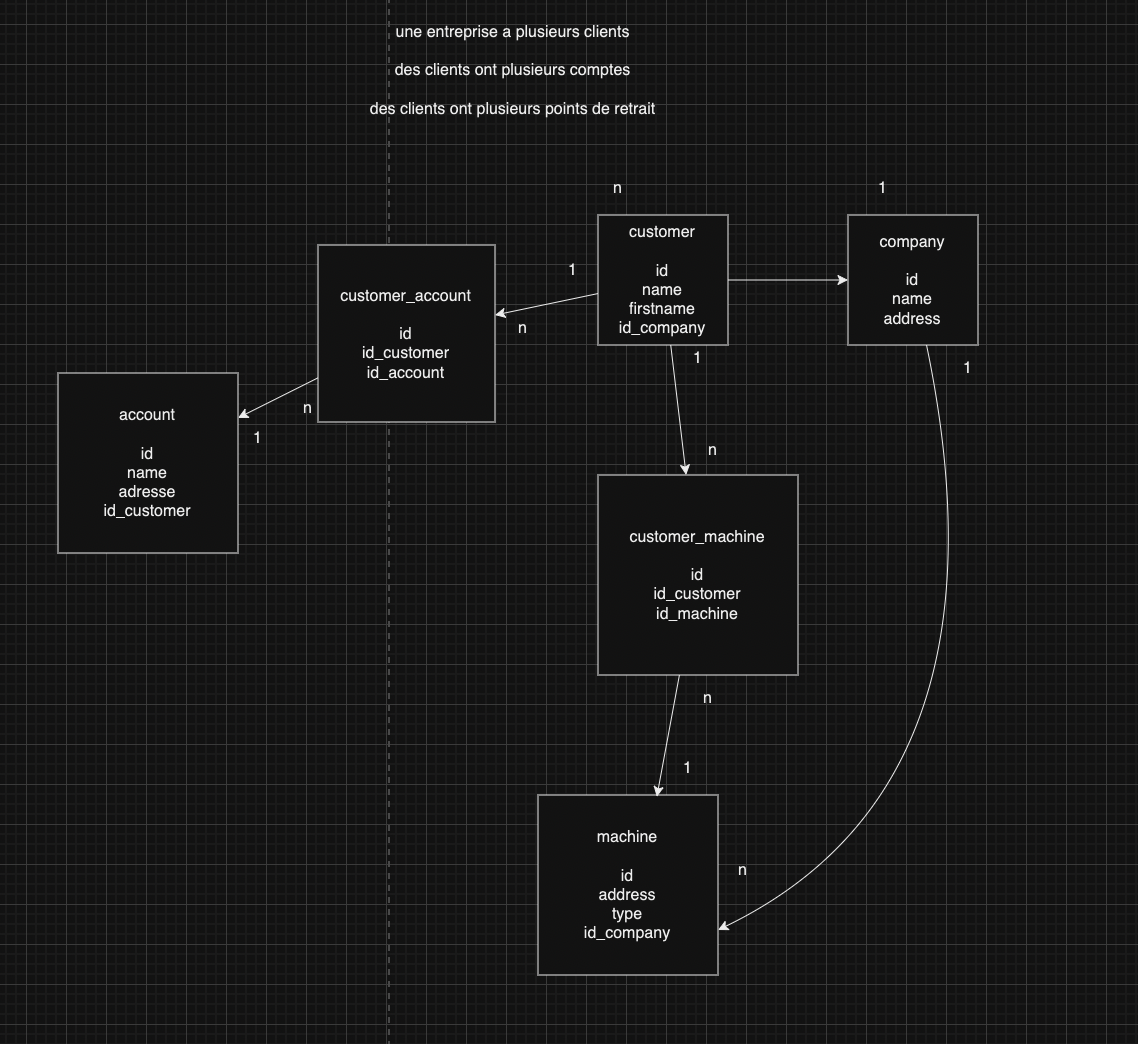 une entreprise a plusieurs clients
des clients ont plusieurs comptes
des clients ont plusieurs points de retrait
n
1
customer
id
name
firstname
id_company
company
id
name
address
1
n
customer_account
id
id_customer
id_account
1
1
n
1
account
id
name
adresse
id_customer
n
customer_machine
id
id_customer
id_machine
n
1
machine
id
address
type
id_company
n